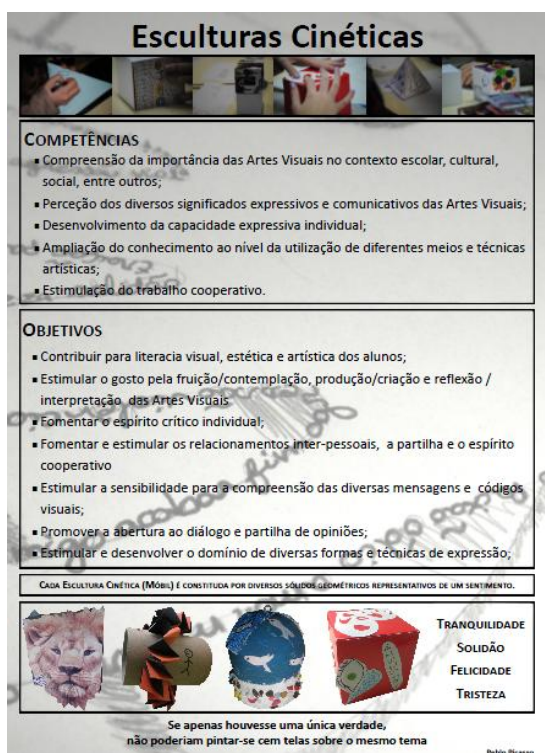 Esculturas Cinéticas
COMPETÊNCIAS
▪ Compreensão da importância das Artes Visuais no contexto escolar, cultural,
social, entre outros;
▪ Perceção dos diversos significados expressivos e comunicativos das Artes Visuais;
▪ Desenvolvimento da capacidade expressiva individual;
▪ Ampliação do conhecimento ao nível da utilização de diferentes meios e técnicas
artísticas;
▪ Estimulação do trabalho cooperativo.
OBJETIVOS
▪ Contribuir para literacia visual, estética e artística dos alunos;
▪ Estimular o gosto pela fruição/contemplação, produção/criação e reflexão /
interpretação das Artes Visuais
▪ Fomentar o espírito crítico individual;
▪ Fomentar e estimular os relacionamentos inter-pessoais, a partilha e o espírito
cooperativo
▪ Estimular a sensibilidade para a compreensão das diversas mensagens e códigos
visuais;
▪ Promover a abertura ao diálogo e partilha de opiniões;
▪ Estimular e desenvolver o domínio de diversas formas e técnicas de expressão;
CADA ESCULTURA CINÉTICA (MÓBIL) É CONSTITUIDA POR DIVERSOS SÓLIDOS GEOMÉTRICOS REPRESENTATIVOS DE UM SENTIMENTO.
TRANQUILIDADE
SOLIDÃO
FELICIDADE
TRISTEZA
Se apenas houvesse uma única verdade,
não poderiam pintar-se cem telas sobre o mesmo tema
Pablo Picasso